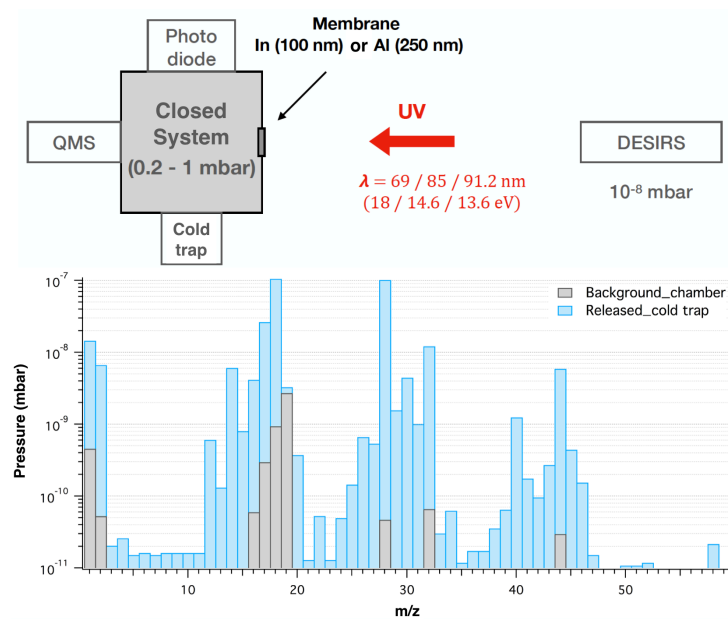 Photo
diode
Membrane
In (100 nm) or Al (250 nm)
Closed
System
(0.2 - 1 mbar)
QMS
UV
DESIRS
λ = 69 / 85 / 91.2 nm
(18 / 14.6 / 13.6 eV)
10⁻⁸ mbar
Cold
trap
10⁻⁷
10⁻⁸
10⁻⁹
10⁻¹⁰
10⁻¹¹
Pressure (mbar)
Background_chamber
Released_cold trap
10
20
30
40
50
m/z